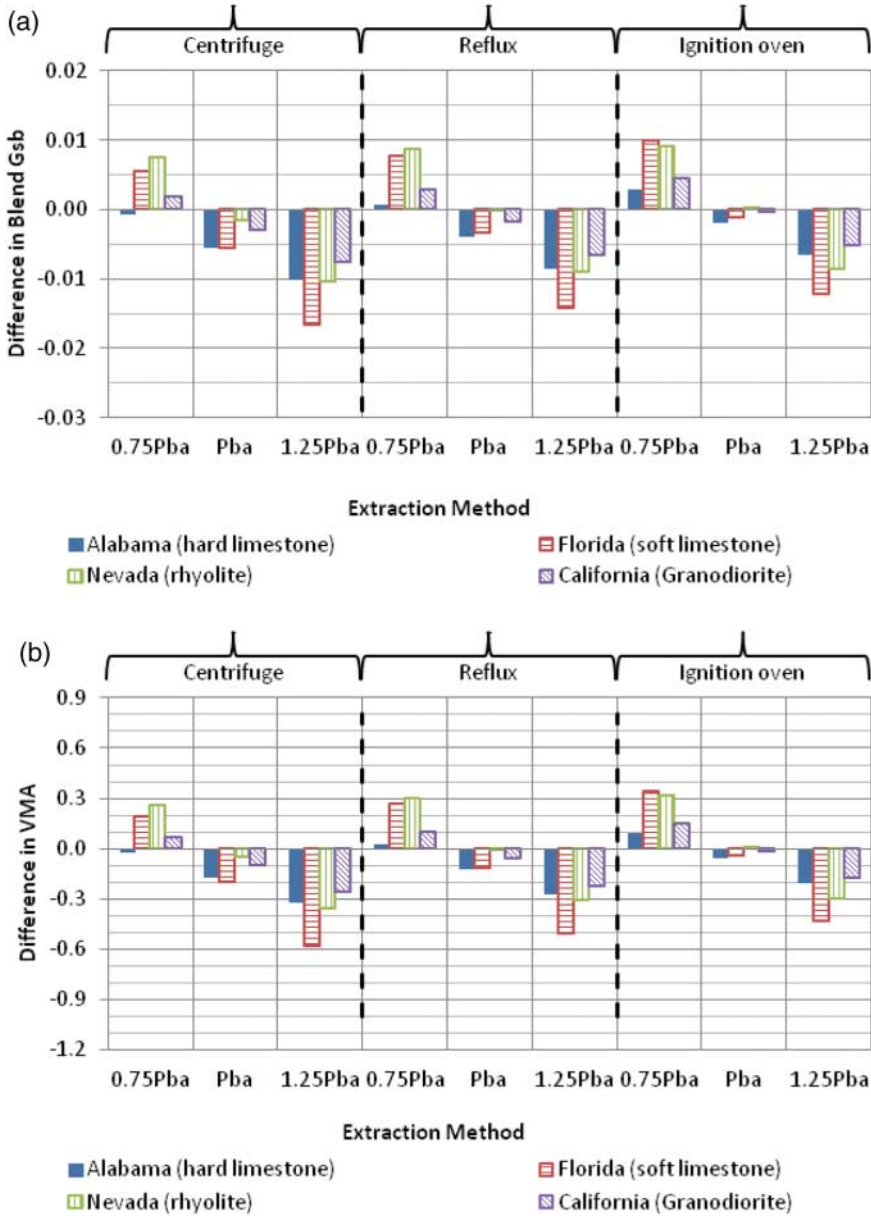 (a)
Centrifuge Reflux Ignition oven
Difference in Blend Gsb
0.02
0.01
0.00
-0.01
-0.02
-0.03
0.75Pba Pba 1.25Pba 0.75Pba Pba 1.25Pba 0.75Pba Pba 1.25Pba
Extraction Method
Alabama (hard limestone) Florida (soft limestone)
Nevada (rhyolite) California (Granodiorite)
(b)
Centrifuge Reflux Ignition oven
Difference in VMA
0.9
0.6
0.3
0.0
-0.3
-0.6
-0.9
-1.2
0.75Pba Pba 1.25Pba 0.75Pba Pba 1.25Pba 0.75Pba Pba 1.25Pba
Extraction Method
Alabama (hard limestone) Florida (soft limestone)
Nevada (rhyolite) California (Granodiorite)